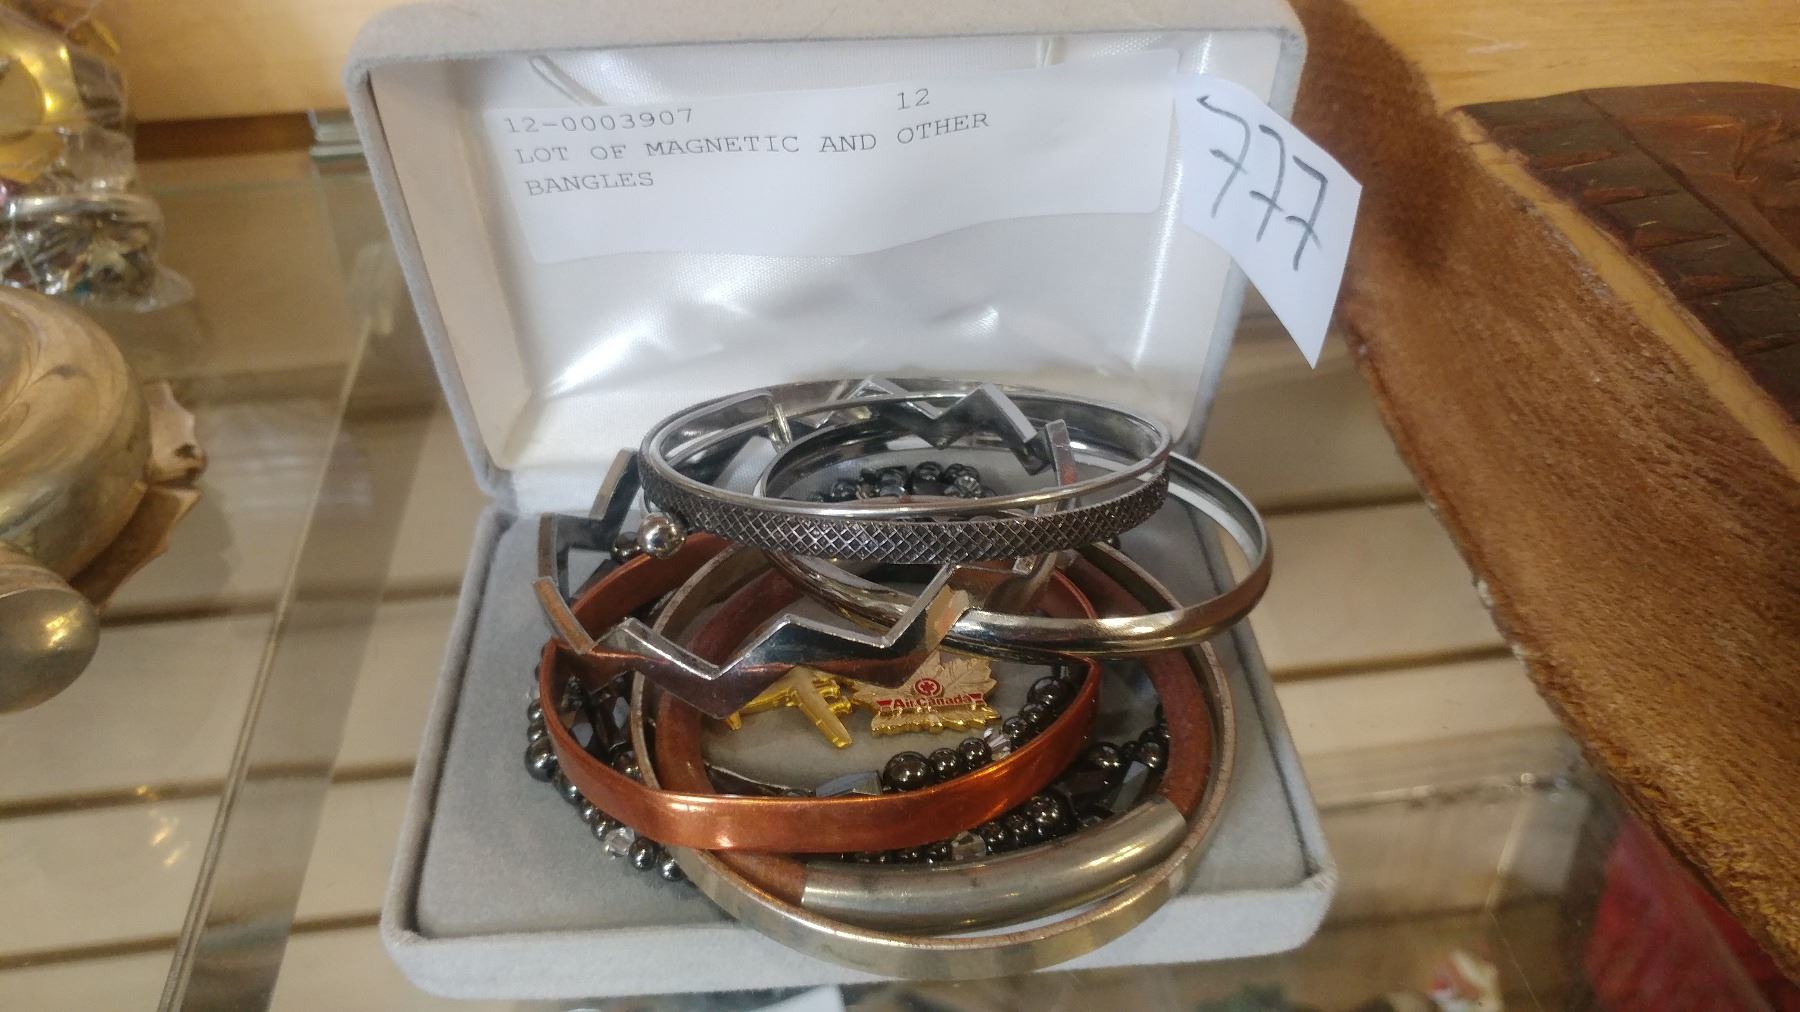 12-0003907 12
LOT OF MAGNETIC AND OTHER
BANGLES
777
Air Canada